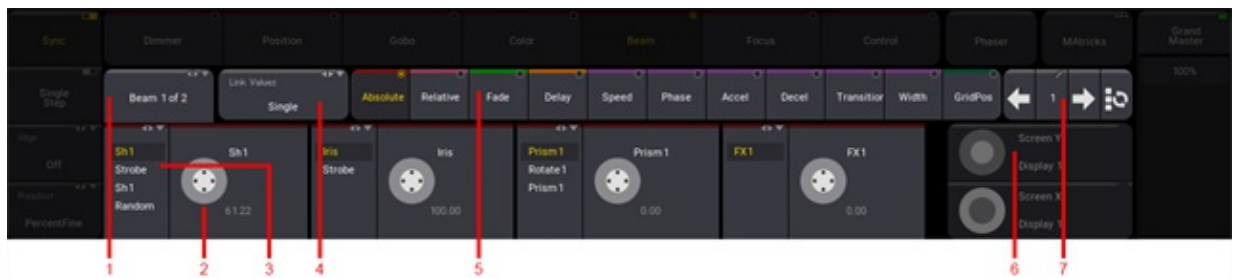 Sync Dimmer Position Gobo Color Beam Focus Control Phaser MAtricks Grand
Master
Single
Step
Beam 1 of 2
Link Values
Single
Absolute Relative Fade Delay Speed Phase Accel Decel Transition Width GridPos 1
100%
Align
Off
Readout
PercentFine
Sh1
Strobe
Sh1
Random
Sh1
61.22
Iris
Strobe
Iris
100.00
Prism1
Rotate1
Prism1
Prism1
0.00
FX1
FX1
0.00
Screen Y
Display 1
Screen X
Display 1
1 2 3 4 5 6 7